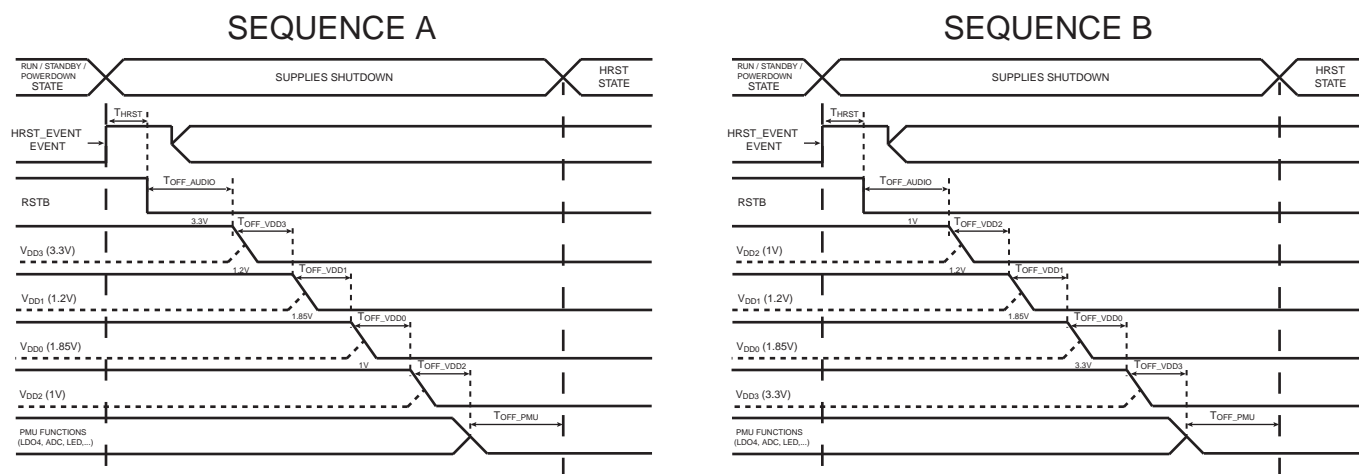 SEQUENCE A
RUN / STANDBY /
POWERDOWN
STATE
SUPPLIES SHUTDOWN
HRST
STATE
THRST
HRST_EVENT
EVENT
TOFF_AUDIO
RSTB
3.3V
TOFF_VDD3
VDD3 (3.3V)
1.2V
TOFF_VDD1
VDD1 (1.2V)
1.85V
TOFF_VDD0
VDD0 (1.85V)
1V
TOFF_VDD2
VDD2 (1V)
TOFF_PMU
PMU FUNCTIONS
(LDO4, ADC, LED,...)
SEQUENCE B
RUN / STANDBY /
POWERDOWN
STATE
SUPPLIES SHUTDOWN
HRST
STATE
THRST
HRST_EVENT
EVENT
TOFF_AUDIO
RSTB
1V
TOFF_VDD2
VDD2 (1V)
1.2V
TOFF_VDD1
VDD1 (1.2V)
1.85V
TOFF_VDD0
VDD0 (1.85V)
3.3V
TOFF_VDD3
VDD3 (3.3V)
TOFF_PMU
PMU FUNCTIONS
(LDO4, ADC, LED,...)